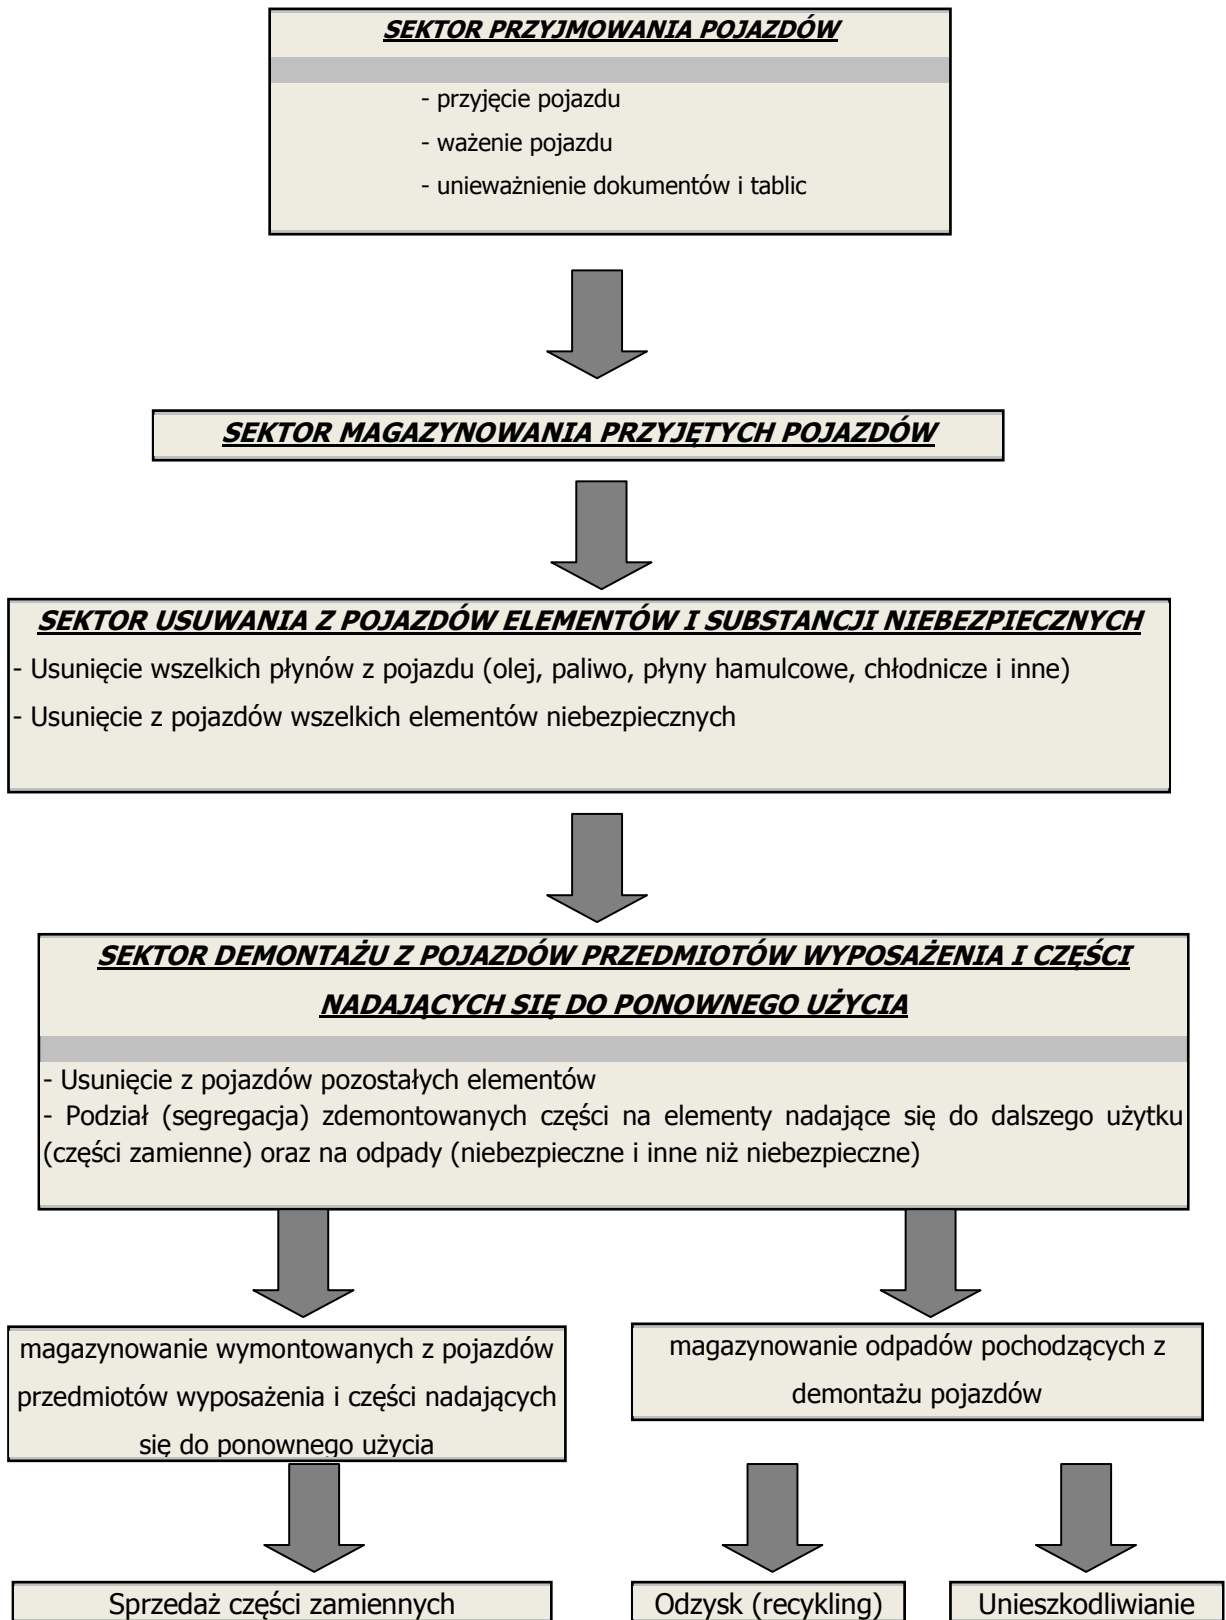 SEKTOR PRZYJMOWANIA POJAZDÓW
- przyjęcie pojazdu
- ważenie pojazdu
- unieważnienie dokumentów i tablic
SEKTOR MAGAZYNOWANIA PRZYJĘTYCH POJAZDÓW
SEKTOR USUWANIA Z POJAZDÓW ELEMENTÓW I SUBSTANCJI NIEBEZPIECZNYCH
- Usunięcie wszelkich płynów z pojazdu (olej, paliwo, płyny hamulcowe, chłodnicze i inne)
- Usunięcie z pojazdów wszelkich elementów niebezpiecznych
SEKTOR DEMONTAŻU Z POJAZDÓW PRZEDMIOTÓW WYPOSAŻENIA I CZĘŚCI
NADAJĄCYCH SIĘ DO PONOWNEGO UŻYCIA
- Usunięcie z pojazdów pozostałych elementów
- Podział (segregacja) zdemontowanych części na elementy nadające się do dalszego użytku
(części zamienne) oraz na odpady (niebezpieczne i inne niż niebezpieczne)
magazynowanie wymontowanych z pojazdów
przedmiotów wyposażenia i części nadających
się do ponownego użycia
magazynowanie odpadów pochodzących z
demontażu pojazdów
Sprzedaż części zamiennych
Odzysk (recykling)
Unieszkodliwianie